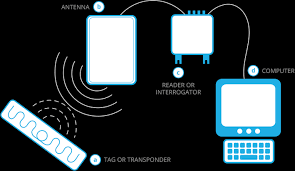 ANTENNA b
d COMPUTER
c
READER OR
INTERROGATOR
a TAG OR TRANSPONDER